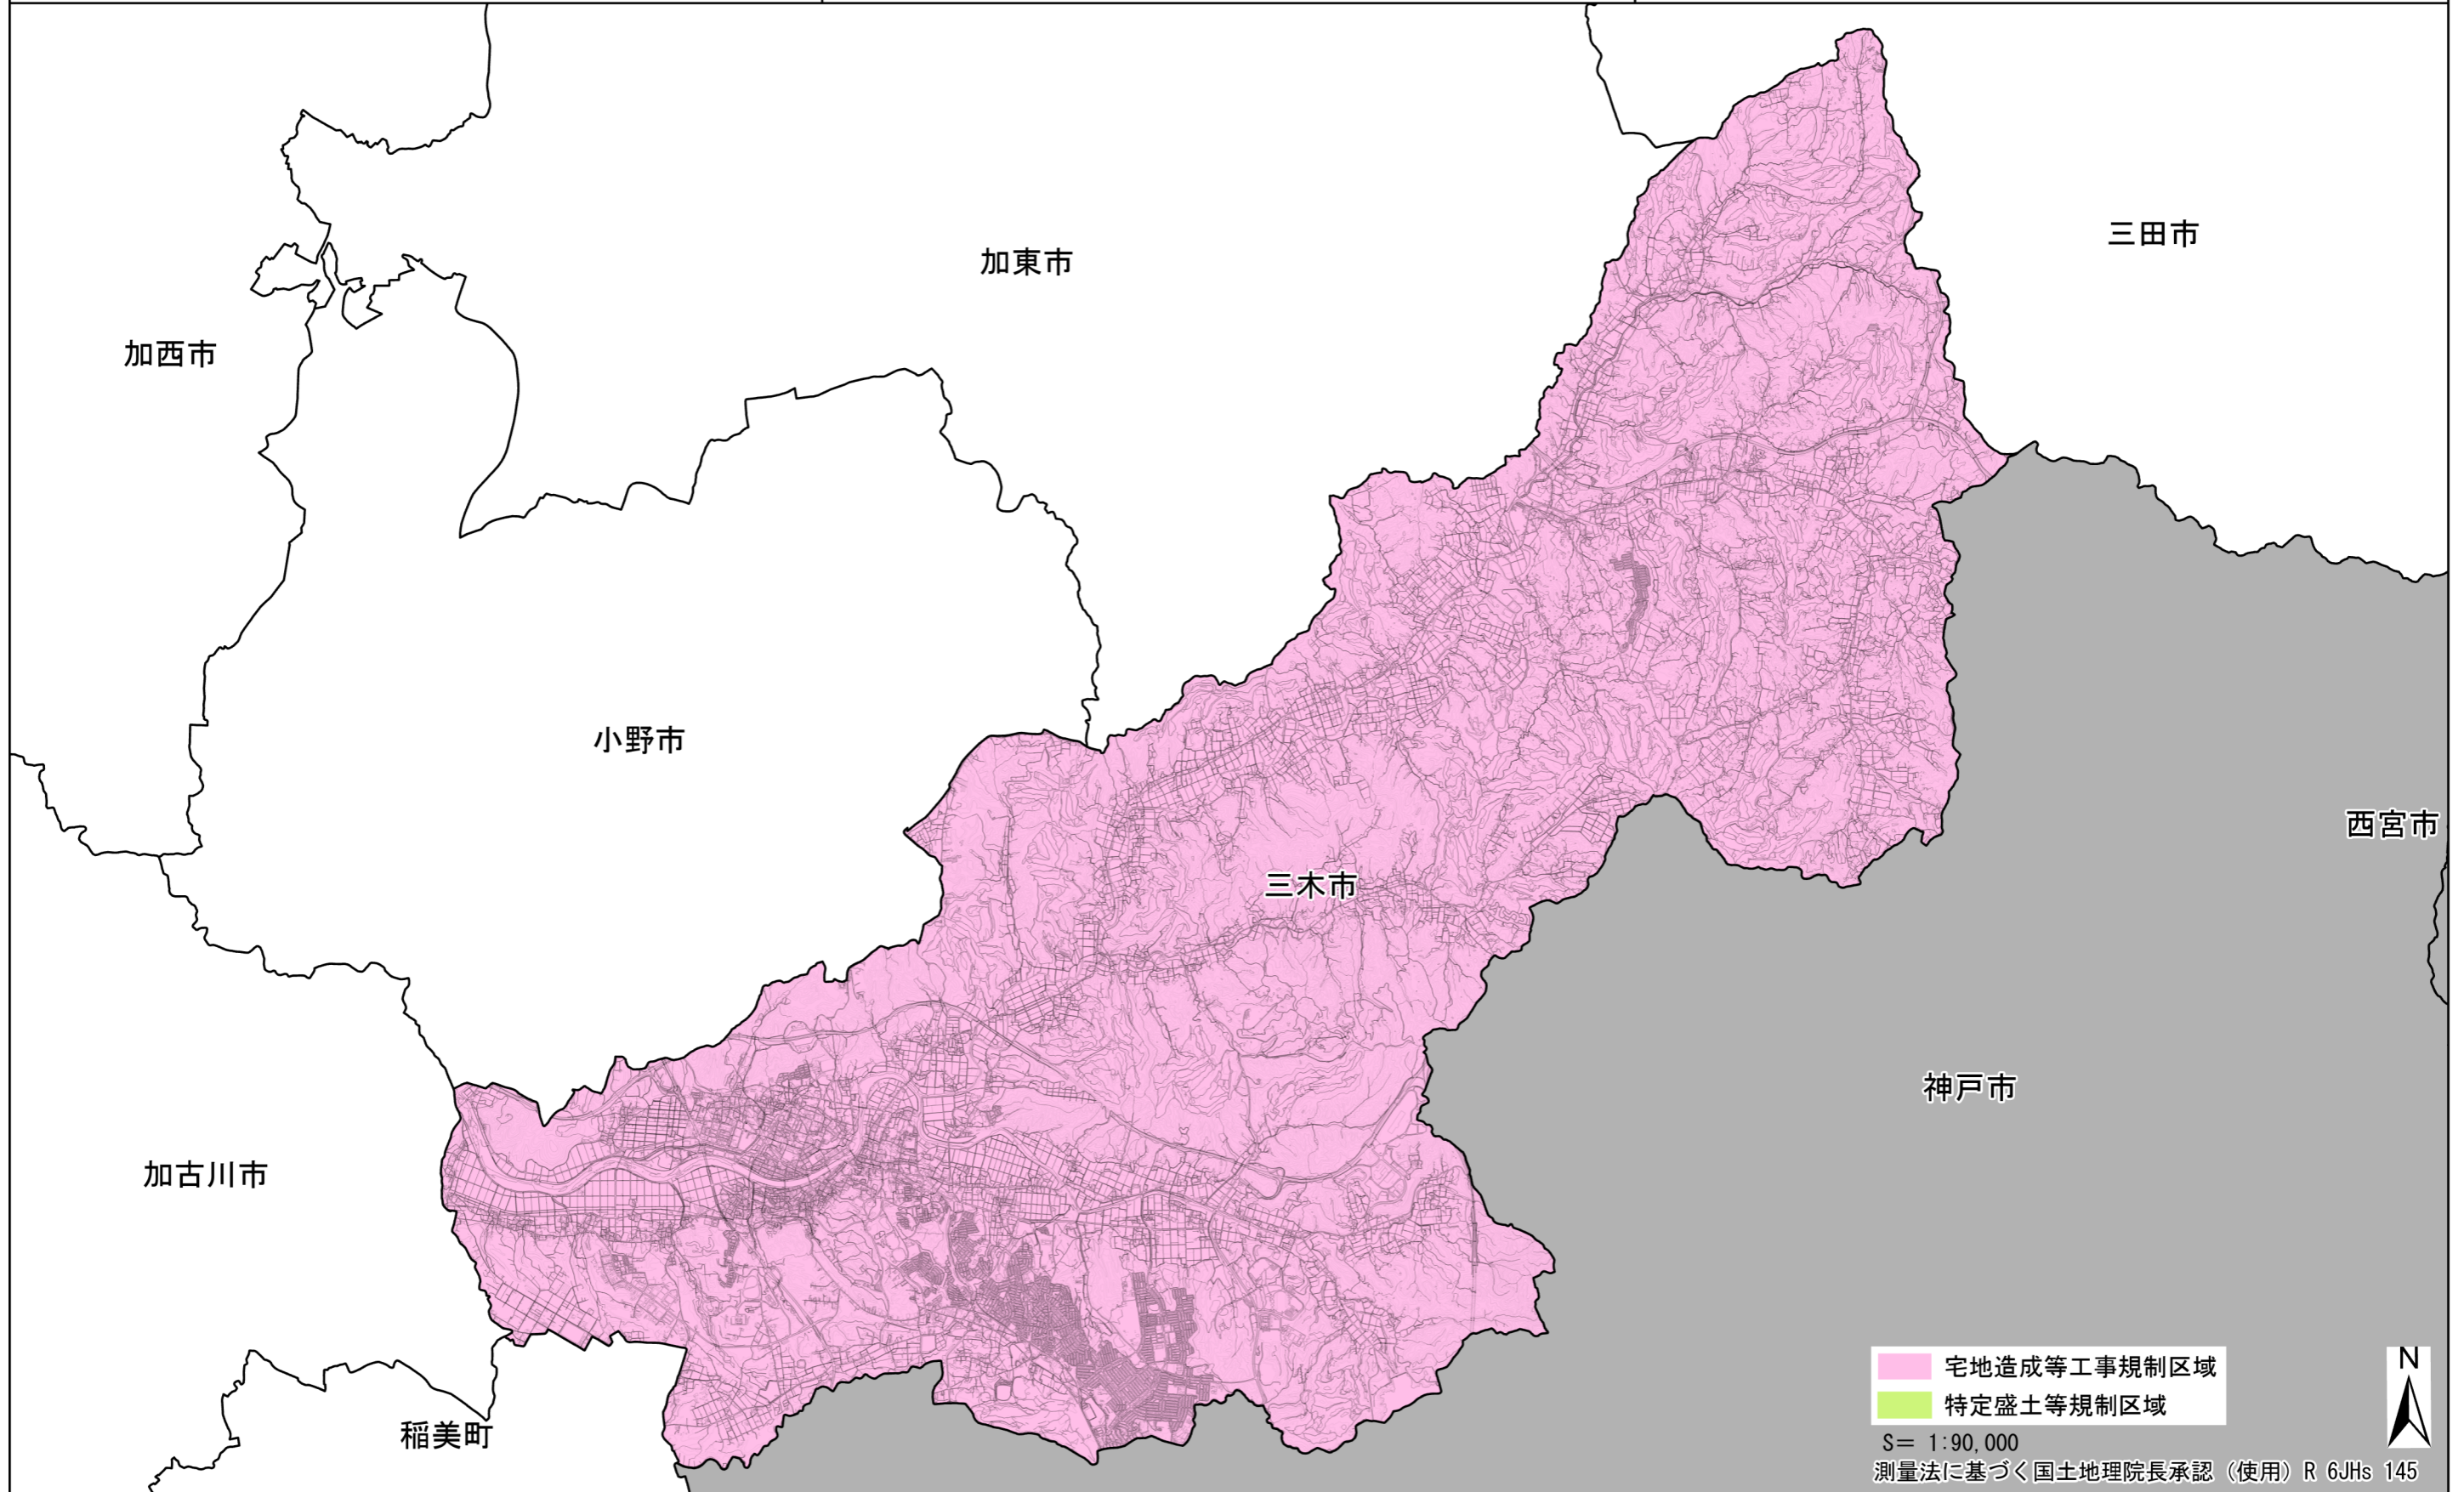 三田市
加東市
加西市
小野市
西宮市
三木市
神戸市
加古川市
稲美町
N
宅地造成等工事規制区域
特定盛土等規制区域
S= 1:90,000
測量法に基づく国土地理院長承認（使用）R 6JHs 145